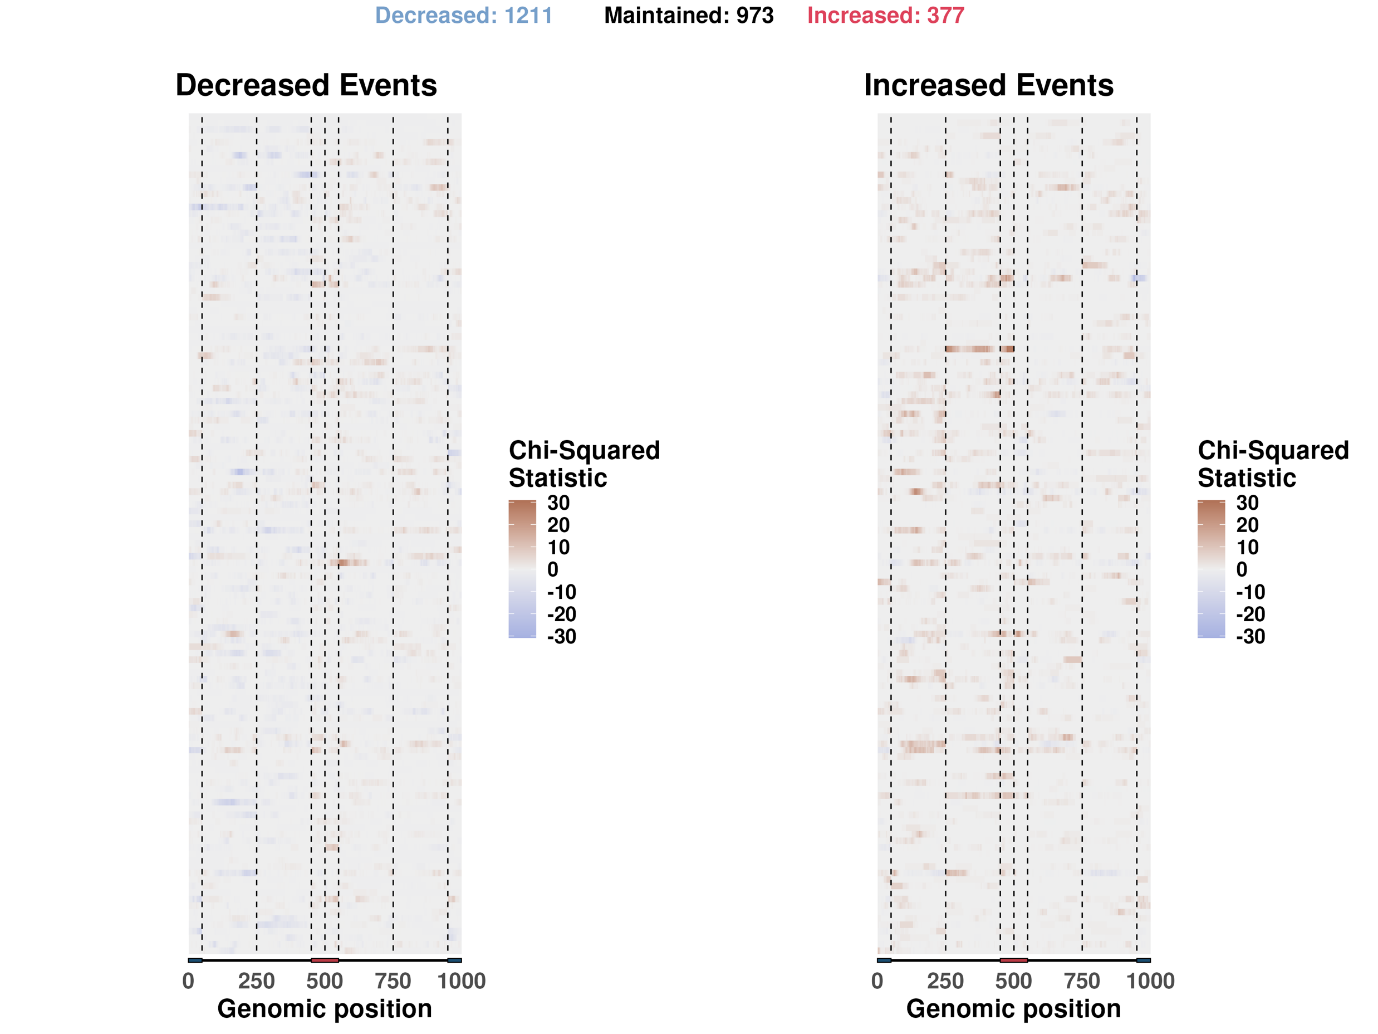 Decreased: 1211 Maintained: 973 Increased: 377
Decreased Events
Increased Events
Chi-Squared
Statistic
30
20
10
0
-10
-20
-30
Chi-Squared
Statistic
30
20
10
0
-10
-20
-30
0 250 500 750 1000
Genomic position
0 250 500 750 1000
Genomic position